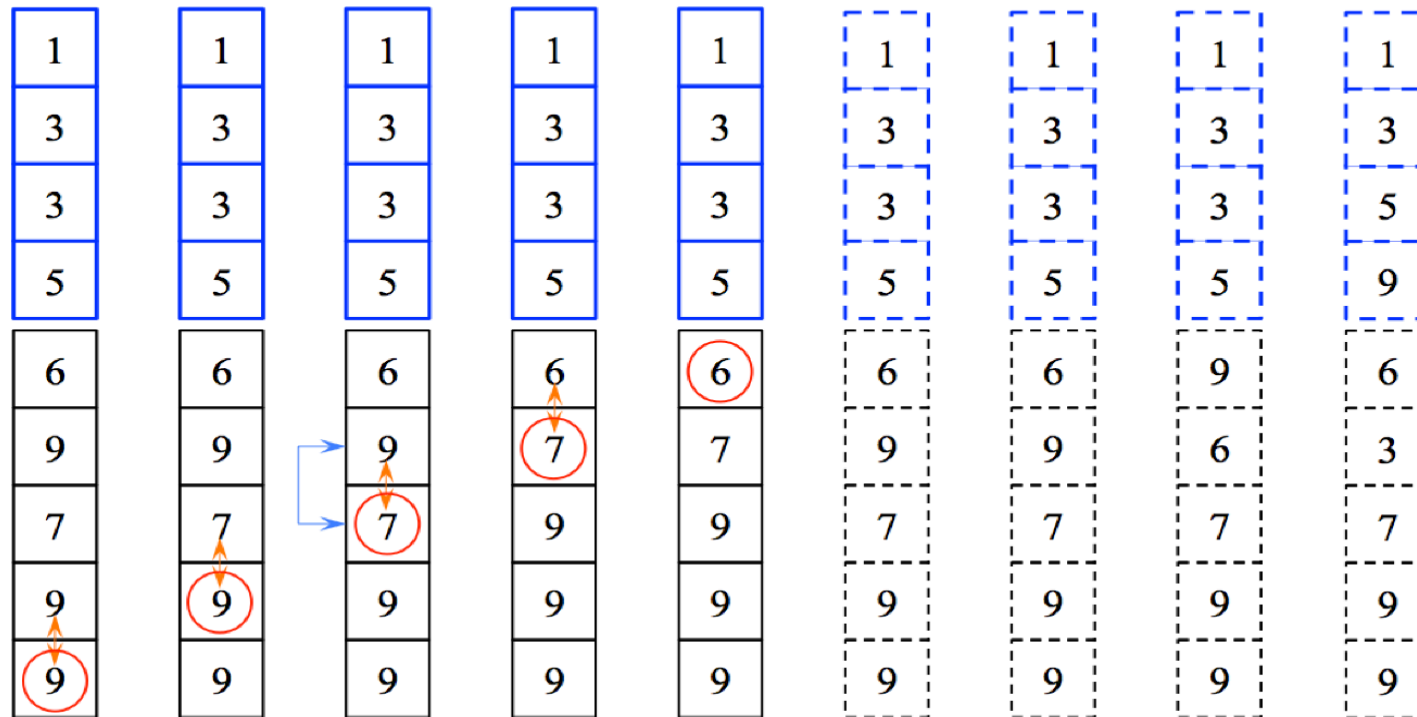 1 1 1 1 1 1 1 1 1
3 3 3 3 3 3 3 3 3
3 3 3 3 3 3 3 3 5
5 5 5 5 5 5 5 5 9
6 6 6 6 6 6 6 9 6
9 9 9 7 7 9 9 6 3
7 7 7 9 9 7 7 7 7
9 9 9 9 9 9 9 9 9
9 9 9 9 9 9 9 9 9